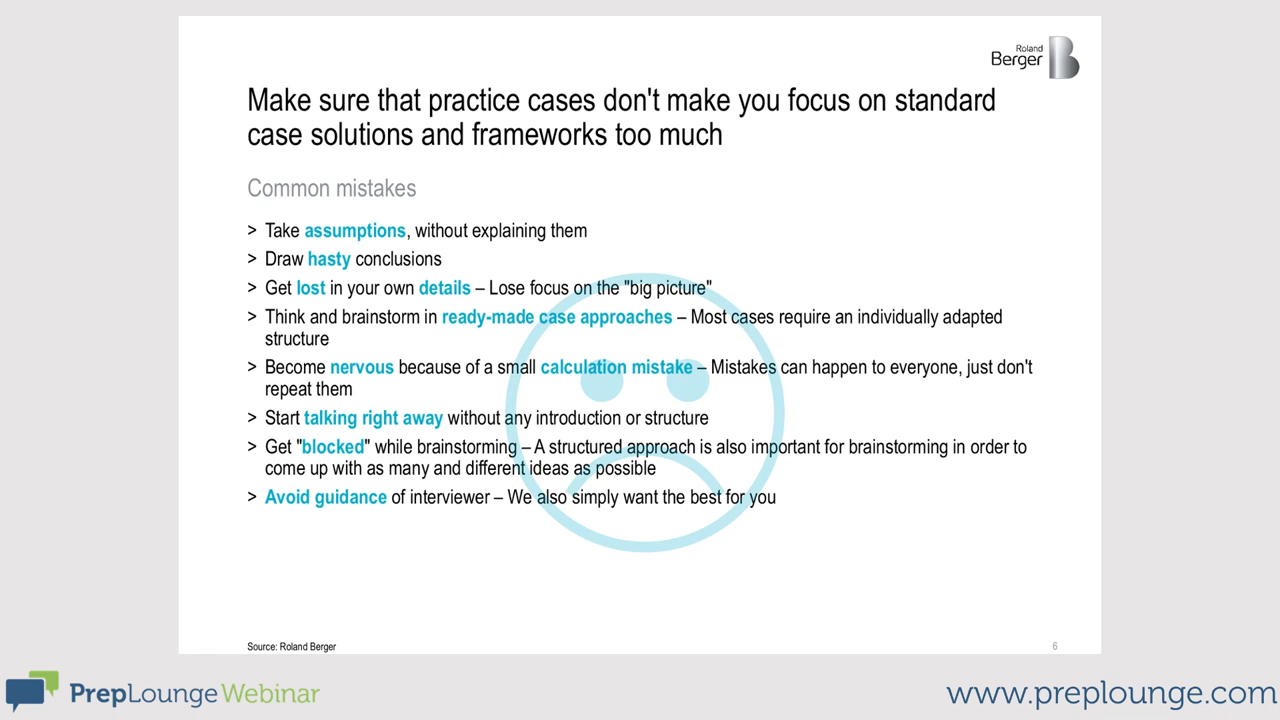 Roland
Berger
Make sure that practice cases don't make you focus on standard
case solutions and frameworks too much
Common mistakes
> Take assumptions, without explaining them
> Draw hasty conclusions
> Get lost in your own details – Lose focus on the "big picture"
> Think and brainstorm in ready-made case approaches – Most cases require an individually adapted
structure
> Become nervous because of a small calculation mistake – Mistakes can happen to everyone, just don't
repeat them
> Start talking right away without any introduction or structure
> Get "blocked" while brainstorming – A structured approach is also important for brainstorming in order to
come up with as many and different ideas as possible
> Avoid guidance of interviewer – We also simply want the best for you
Source: Roland Berger
6
PrepLounge Webinar
www.preplounge.com